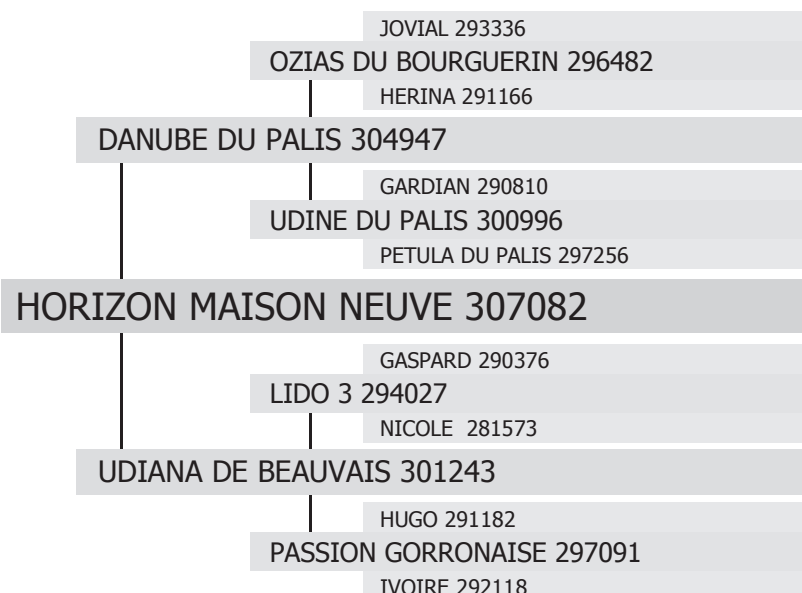 JOVIAL 293336
OZIAS DU BOURGUERIN 296482
HERINA 291166
DANUBE DU PALIS 304947
GARDIAN 290810
UDINE DU PALIS 300996
PETULA DU PALIS 297256
HORIZON MAISON NEUVE 307082
GASPARD 290376
LIDO 3 294027
NICOLE 281573
UDIANA DE BEAUVAIS 301243
HUGO 291182
PASSION GORRONAISE 297091
IVOIRE 292118